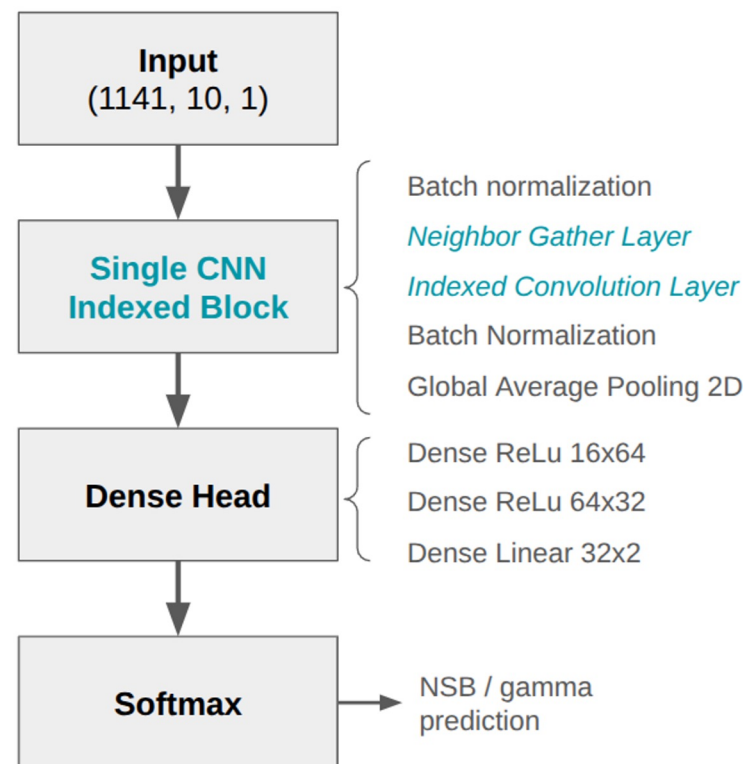 Input
(1141, 10, 1)
Single CNN
Indexed Block
Batch normalization
Neighbor Gather Layer
Indexed Convolution Layer
Batch Normalization
Global Average Pooling 2D
Dense Head
Dense ReLu 16x64
Dense ReLu 64x32
Dense Linear 32x2
Softmax
NSB / gamma
prediction